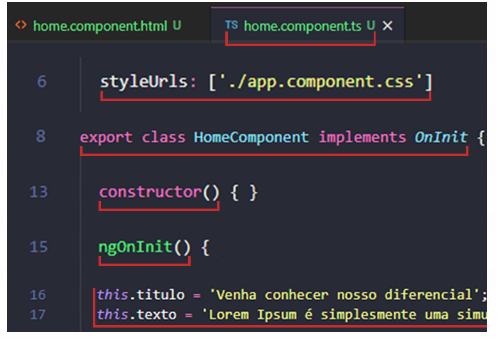 home.component.html U TS home.component.ts U ✕
6 styleUrls: ['./app.component.css']
8 export class HomeComponent implements OnInit {
13 constructor() { }
15 ngOnInit() {
16 this.titulo = 'Venha conhecer nosso diferencial';
17 this.texto = 'Lorem Ipsum é simplesmente uma simu